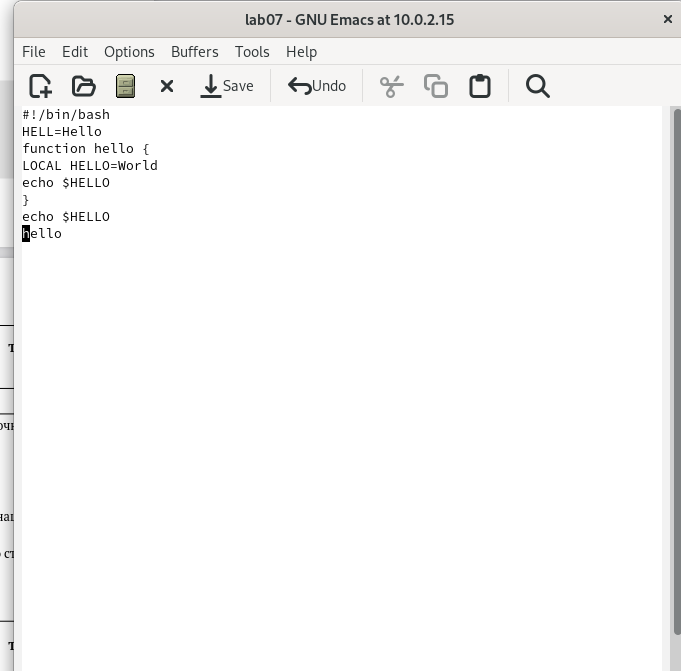 lab07 - GNU Emacs at 10.0.2.15
×
File Edit Options Buffers Tools Help
Save Undo
#!/bin/bash
HELL=Hello
function hello {
LOCAL HELLO=World
echo $HELLO
}
echo $HELLO
hello